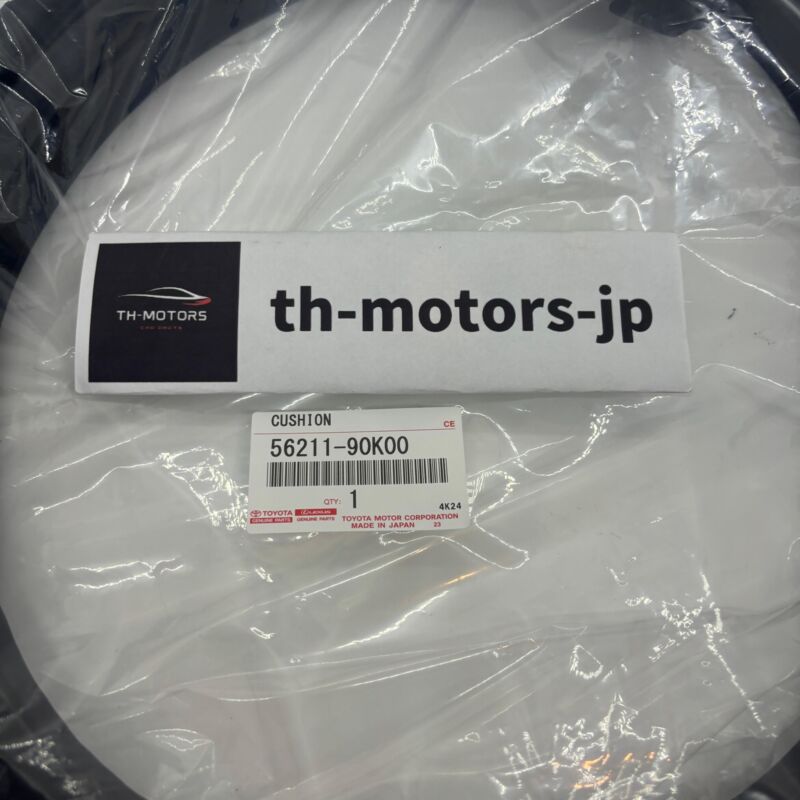 TH-MOTORS
th-motors-jp
CUSHION
CE
56211-90K00
QTY: 1
4K24
TOYOTA
GENUINE PARTS
LEXUS
GENUINE PARTS
TOYOTA MOTOR CORPORATION
MADE IN JAPAN 23